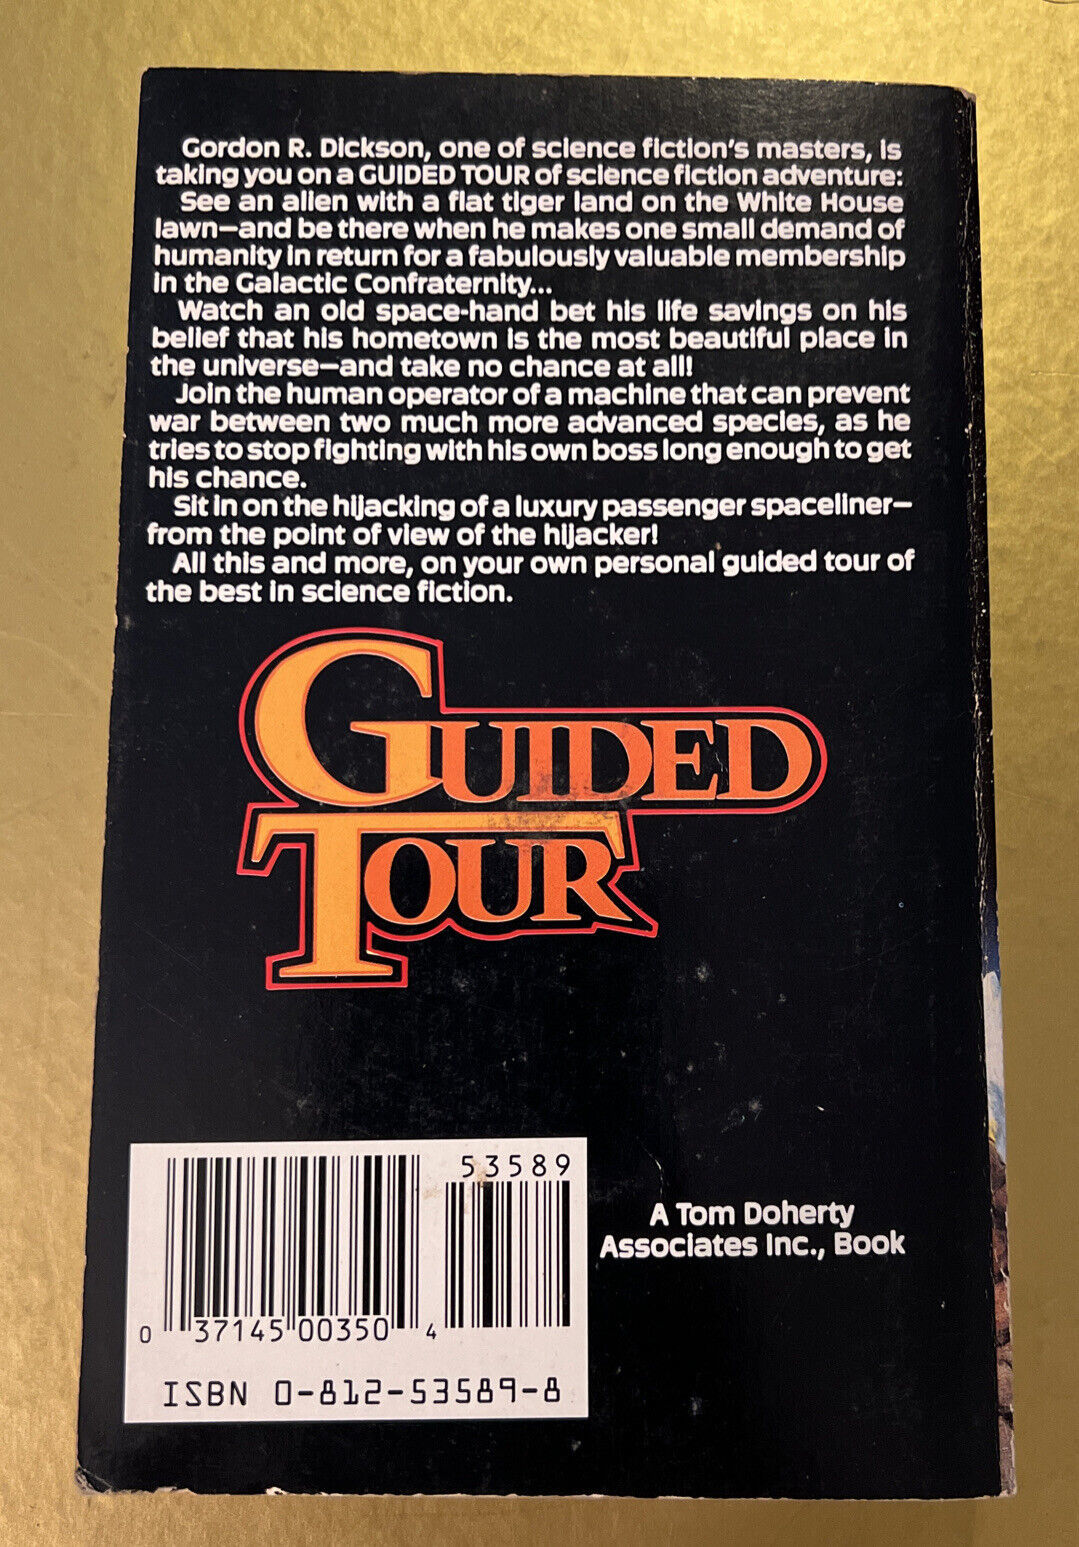 Gordon R. Dickson, one of science fiction's masters, is
taking you on a GUIDED TOUR of science fiction adventure:
See an alien with a flat tiger land on the White House
lawn—and be there when he makes one small demand of
humanity in return for a fabulously valuable membership
in the Galactic Confraternity...
Watch an old space-hand bet his life savings on his
belief that his hometown is the most beautiful place in
the universe—and take no chance at all!
Join the human operator of a machine that can prevent
war between two much more advanced species, as he
tries to stop fighting with his own boss long enough to get
his chance.
Sit in on the hijacking of a luxury passenger spaceliner—
from the point of view of the hijacker!
All this and more, on your own personal guided tour of
the best in science fiction.
GUIDED
TOUR
53589
0 37145 00350 4
ISBN 0-812-53589-8
A Tom Doherty
Associates Inc., Book